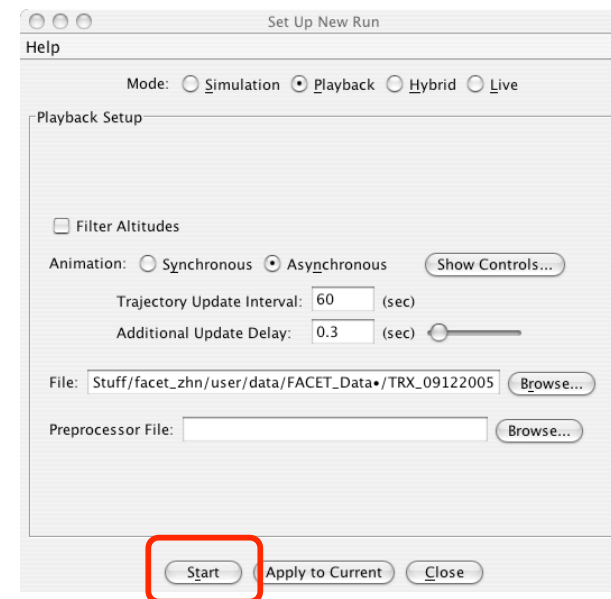 Set Up New Run
Help
Mode: Simulation Playback Hybrid Live
Playback Setup
Filter Altitudes
Animation: Synchronous Asynchronous Show Controls...
Trajectory Update Interval: 60 (sec)
Additional Update Delay: 0.3 (sec)
File: Stuff/facet_zhn/user/data/FACET_Data•/TRX_09122005 Browse...
Preprocessor File: Browse...
Start Apply to Current Close